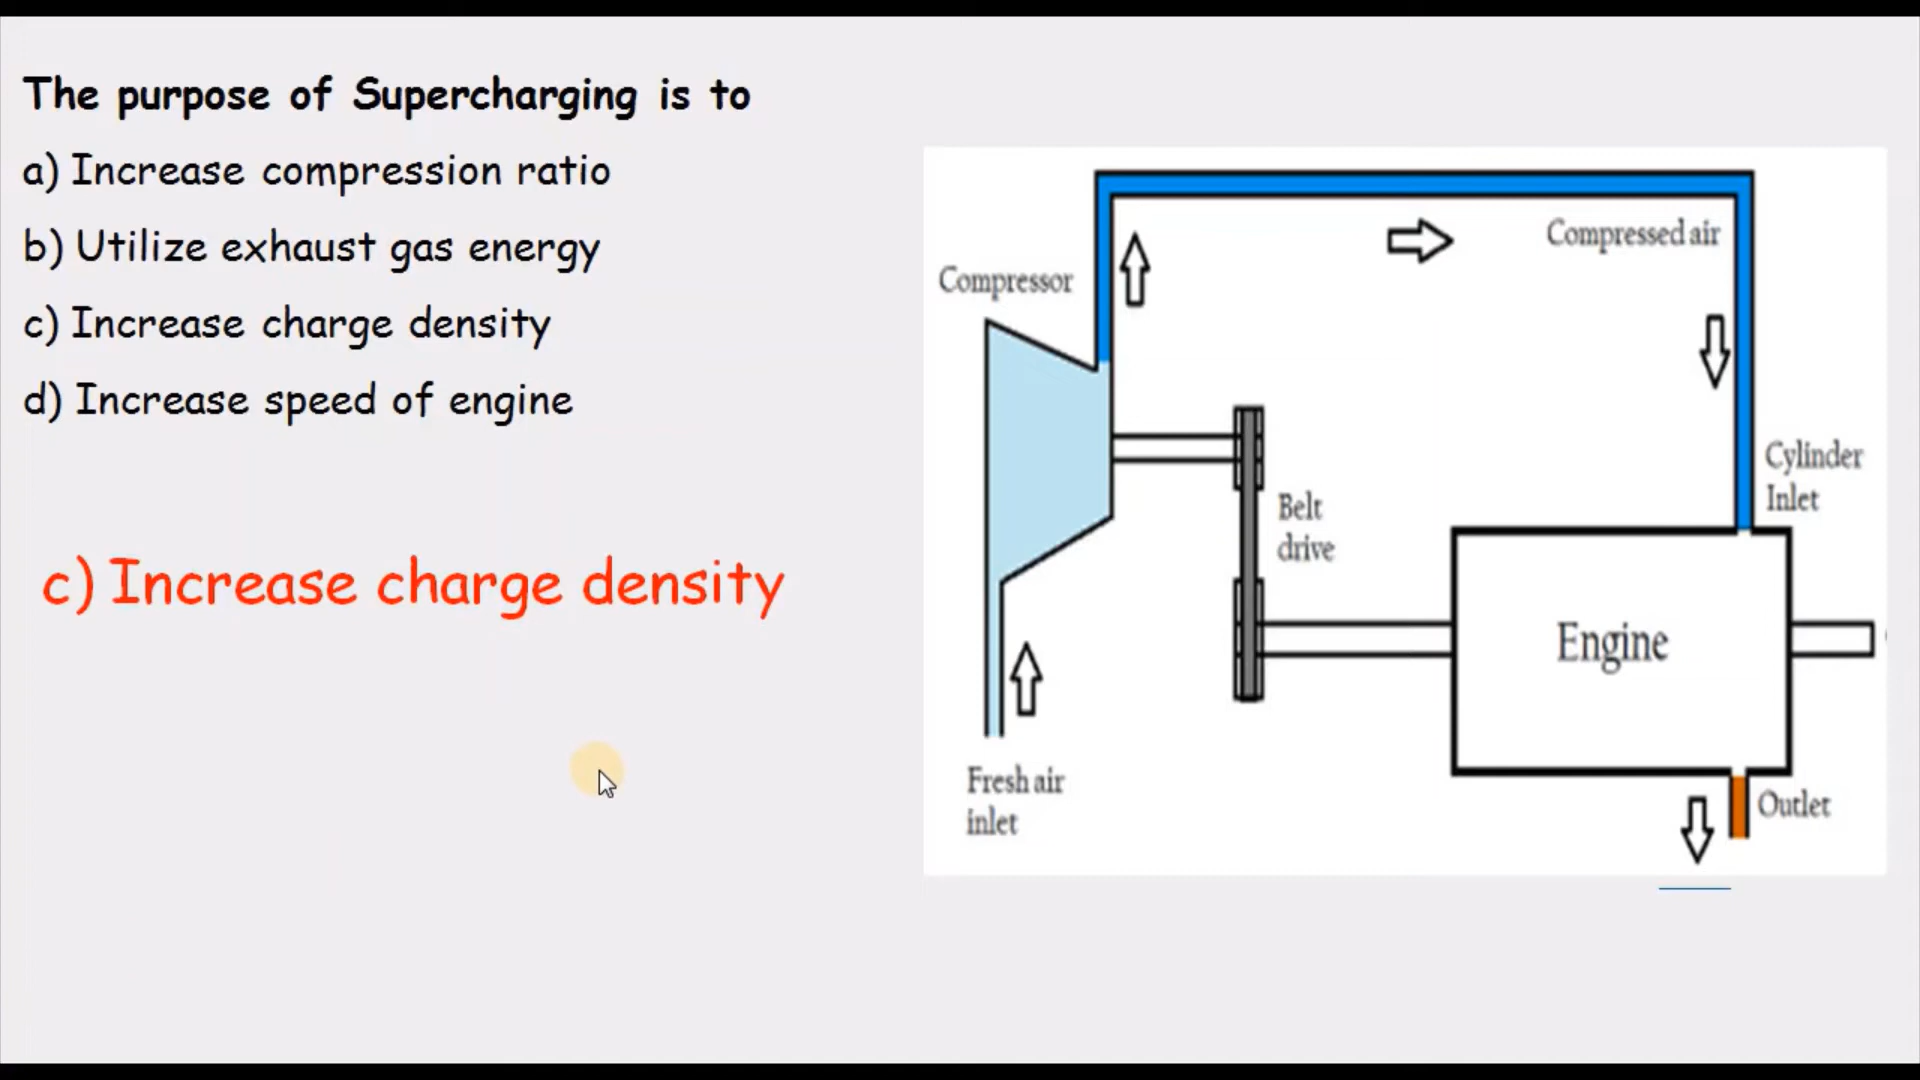 The purpose of Supercharging is to
a) Increase compression ratio
b) Utilize exhaust gas energy
c) Increase charge density
d) Increase speed of engine
c) Increase charge density
Compressed air
Compressor
Cylinder
Inlet
Belt
drive
Engine
Fresh air
inlet
Outlet